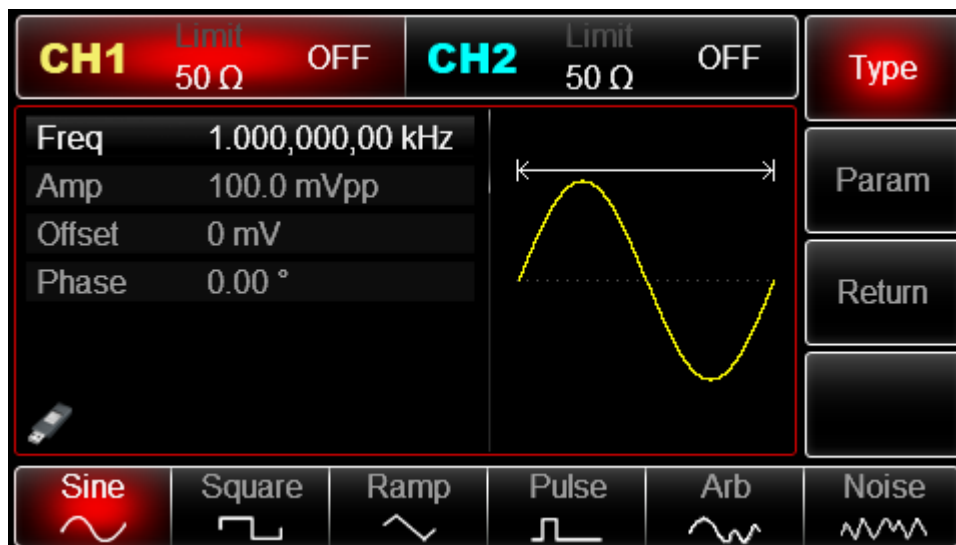 CH1 Limit 50 Ω OFF CH2 Limit 50 Ω OFF
Type
Freq 1.000,000,00 kHz
Amp 100.0 mVpp
Offset 0 mV
Phase 0.00 °
Param
Return
Sine Square Ramp Pulse Arb Noise